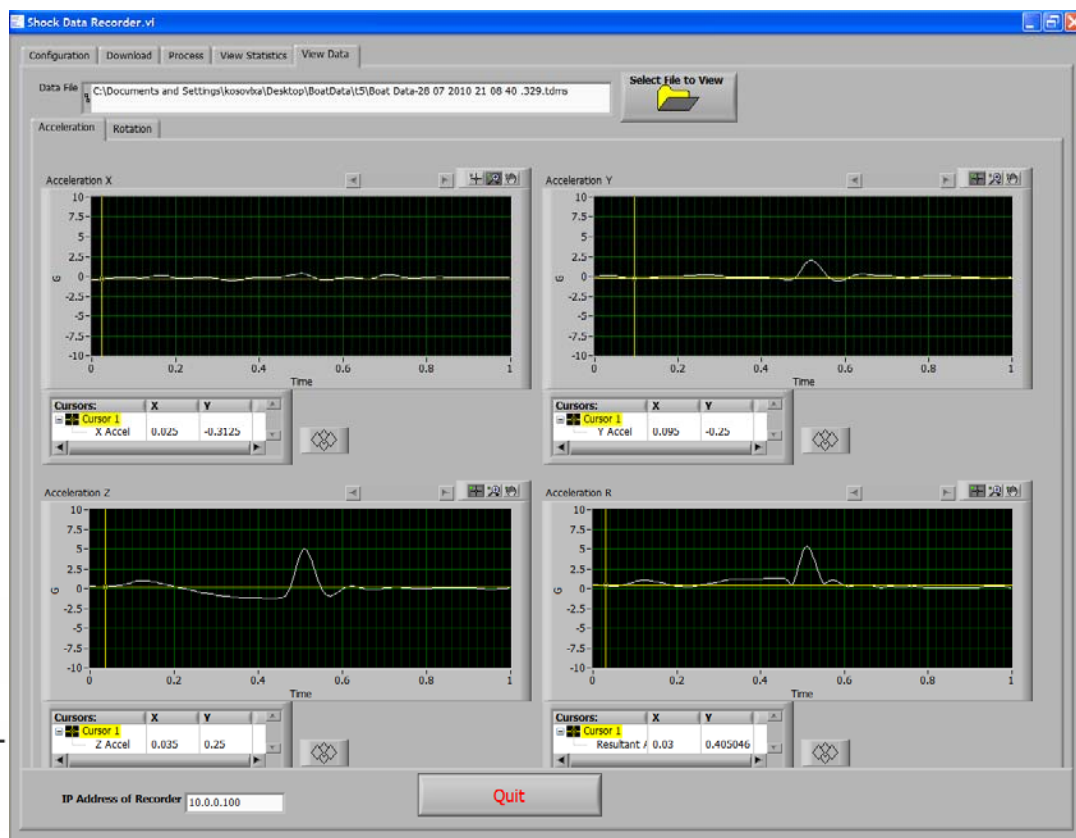 Shock Data Recorder.vi
Configuration Download Process View Statistics View Data
Data File C:\Documents and Settings\kosovlxa\Desktop\BoatData\t5\Boat Data-28 07 2010 21 08 40 .329.tdms Select File to View
Acceleration Rotation
Acceleration X
10
7.5
5
2.5
0
-2.5
-5
-7.5
-10
G
0 0.2 0.4 0.6 0.8 1
Time
Cursors: X Y
Cursor 1
X Accel 0.025 -0.3125
Acceleration Y
10
7.5
5
2.5
0
-2.5
-5
-7.5
-10
G
0 0.2 0.4 0.6 0.8 1
Time
Cursors: X Y
Cursor 1
Y Accel 0.095 -0.25
Acceleration Z
10
7.5
5
2.5
0
-2.5
-5
-7.5
-10
G
0 0.2 0.4 0.6 0.8 1
Time
Cursors: X Y
Cursor 1
Z Accel 0.035 0.25
Acceleration R
10
7.5
5
2.5
0
-2.5
-5
-7.5
-10
G
0 0.2 0.4 0.6 0.8 1
Time
Cursors: X Y
Cursor 1
Resultant 0.03 0.405046
IP Address of Recorder 10.0.0.100
Quit